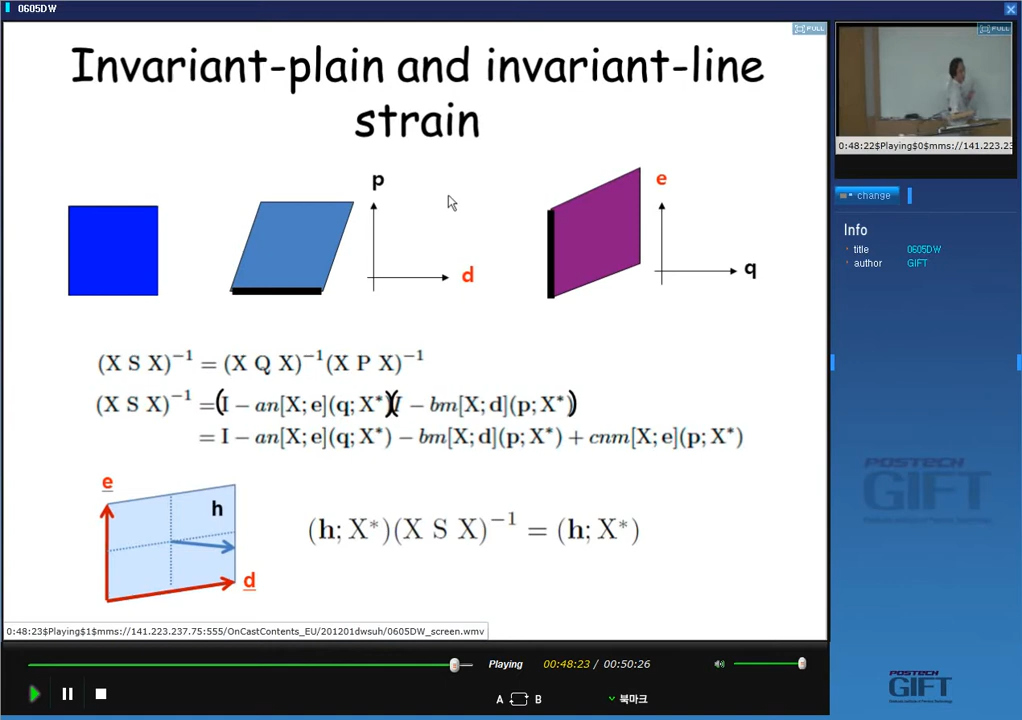 0605DW
FULL
Invariant-plain and invariant-line
strain
p
d
e
q
(X S X)⁻¹ = (X Q X)⁻¹(X P X)⁻¹
(X S X)⁻¹ =(I − an[X; e](q; X*)(I − bm[X; d](p; X*)
= I − an[X; e](q; X*) − bm[X; d](p; X*) + cnm[X; e](p; X*)
e
h
d
(h; X*)(X S X)⁻¹ = (h; X*)
0:48:23$Playing$1$mms://141.223.237.75:555/OnCastContents_EU/201201dwsuh/0605DW_screen.wmv
Playing
00:48:23 / 00:50:26
A B
북마크
FULL
0:48:22$Playing$0$mms://141.223.23
change
Info
title 0605DW
author GIFT
POSTECH
GIFT
POSTECH
GIFT